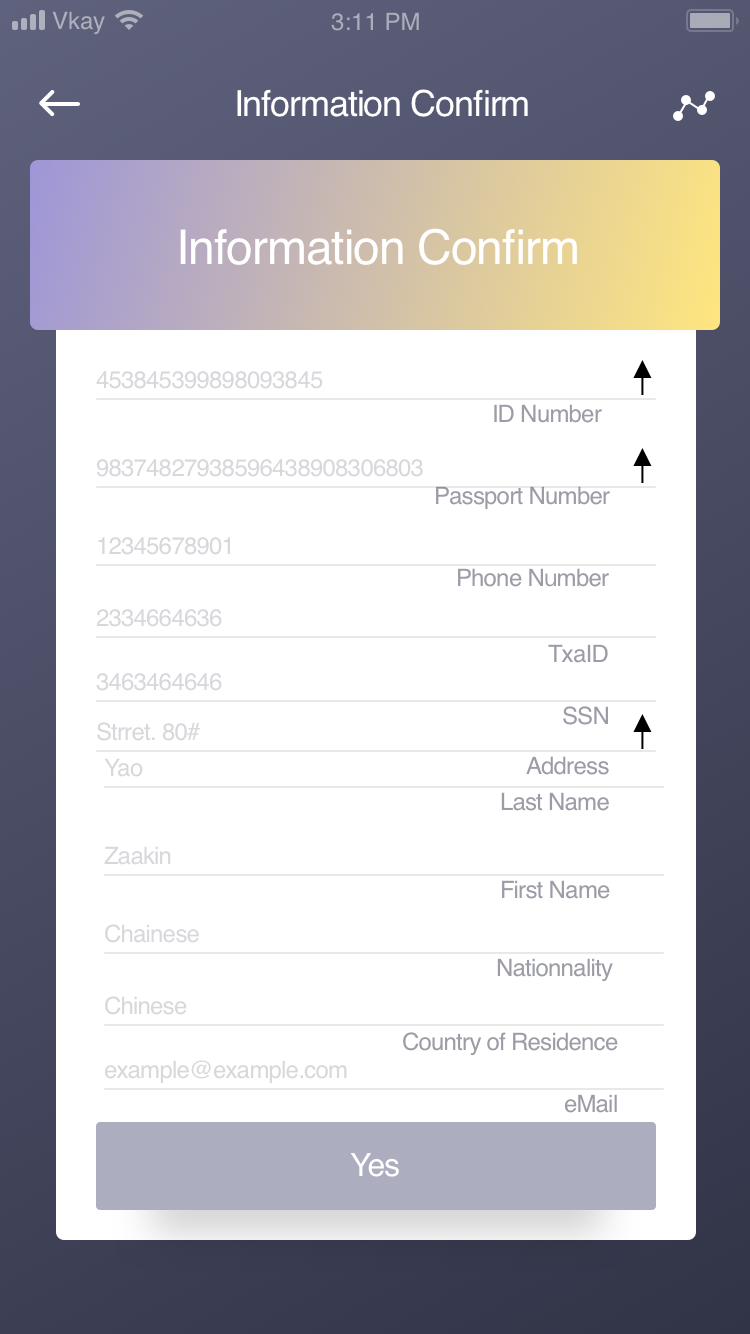 Vkay 3:11 PM
Information Confirm
Information Confirm
453845399898093845
ID Number
98374827938596438908306803
Passport Number
12345678901
Phone Number
2334664636
TxaID
3463464646
SSN
Strret. 80#
Address
Yao
Last Name
Zaakin
First Name
Chainese
Nationnality
Chinese
Country of Residence
example@example.com
eMail
Yes